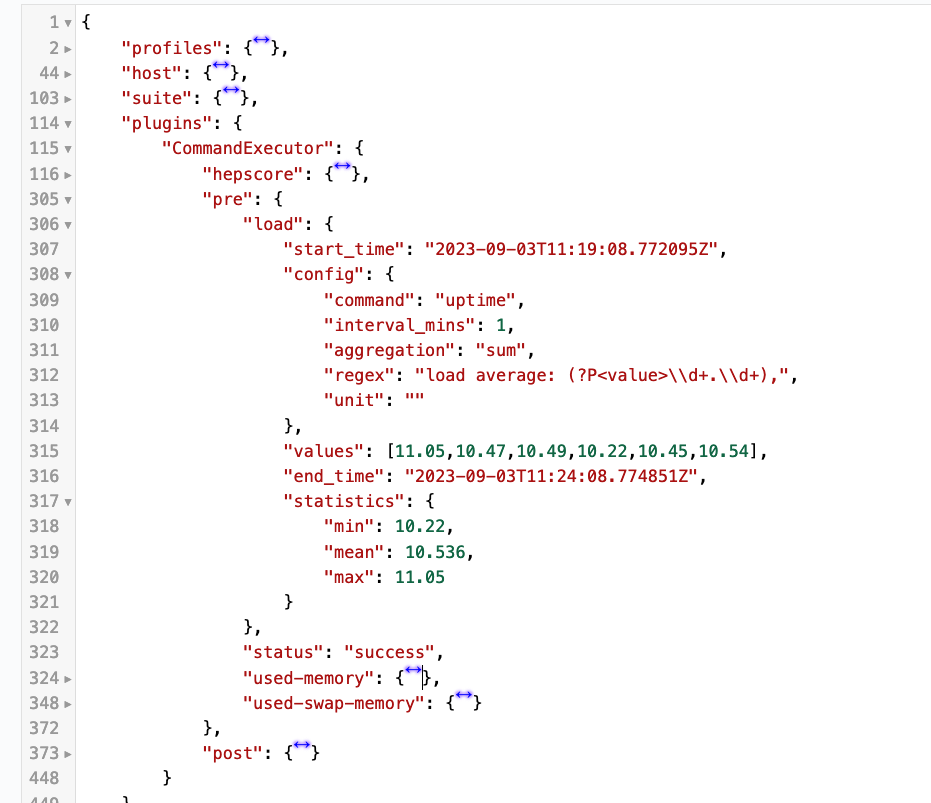 1 {
2 "profiles": {↔},
44 "host": {↔},
103 "suite": {↔},
114 "plugins": {
115 "CommandExecutor": {
116 "hepscore": {↔},
305 "pre": {
306 "load": {
307 "start_time": "2023-09-03T11:19:08.772095Z",
308 "config": {
309 "command": "uptime",
310 "interval_mins": 1,
311 "aggregation": "sum",
312 "regex": "load average: (?P<value>\\d+.\\d+),",
313 "unit": ""
314 },
315 "values": [11.05,10.47,10.49,10.22,10.45,10.54],
316 "end_time": "2023-09-03T11:24:08.774851Z",
317 "statistics": {
318 "min": 10.22,
319 "mean": 10.536,
320 "max": 11.05
321 }
322 },
323 "status": "success",
324 "used-memory": {↔},
348 "used-swap-memory": {↔}
372 },
373 "post": {↔}
448 }
449 }